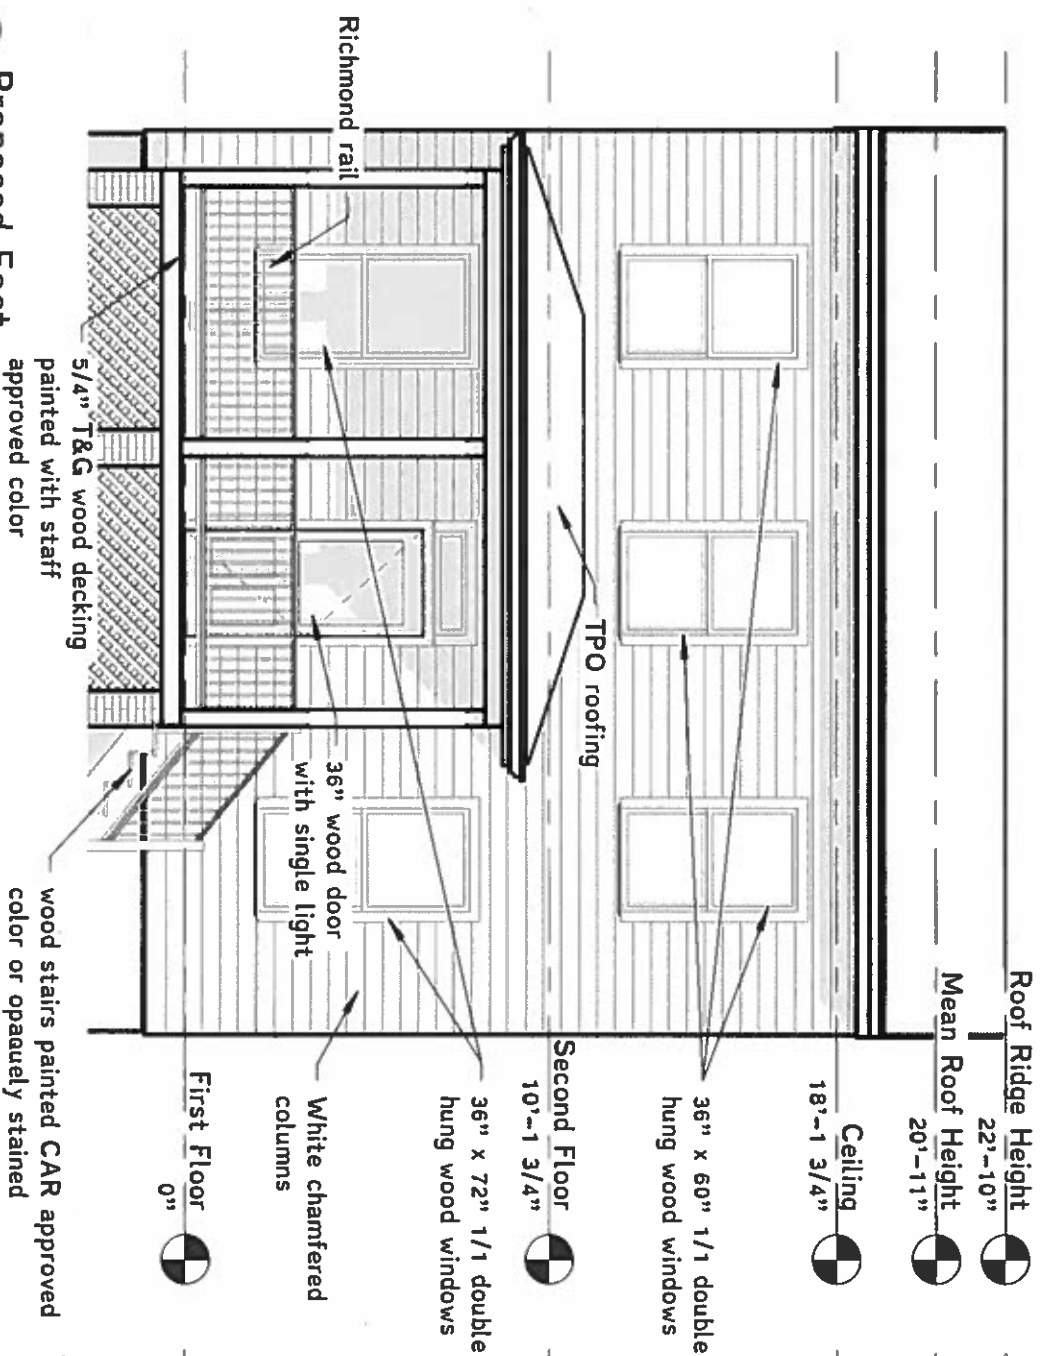 Roof Ridge Height
22'-10"
Mean Roof Height
20'-11"
Ceiling
18'-1 3/4"
36" x 60" 1/1 double
hung wood windows
Second Floor
10'-1 3/4"
36" x 72" 1/1 double
hung wood windows
White chamfered
columns
First Floor
0"
TPO roofing
Richmond rail
36" wood door
with single light
5/4" T&G wood decking
painted with staff
approved color
wood stairs painted CAR approved
color or opaquely stained
Proposed East